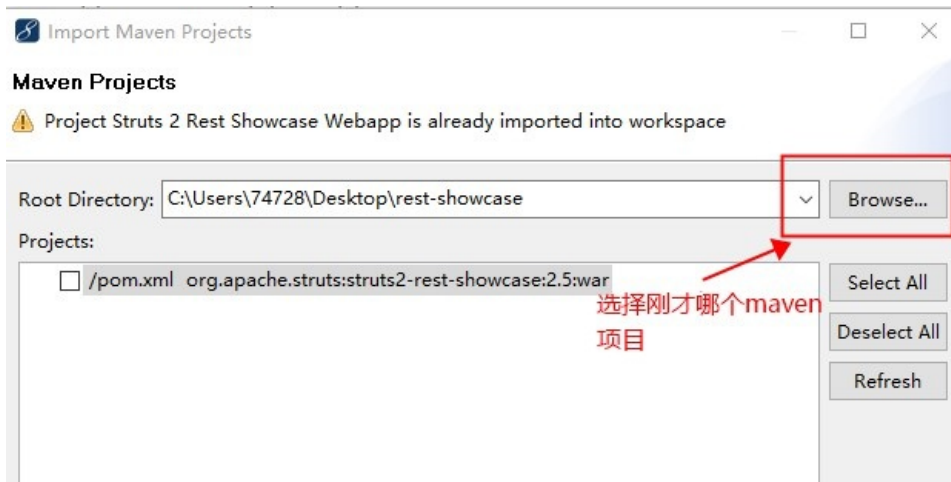 Import Maven Projects
Maven Projects
Project Struts 2 Rest Showcase Webapp is already imported into workspace
Root Directory: C:\Users\74728\Desktop\rest-showcase Browse...
Projects:
/pom.xml org.apache.struts:struts2-rest-showcase:2.5:war
Select All
选择刚才哪个maven
项目
Deselect All
Refresh